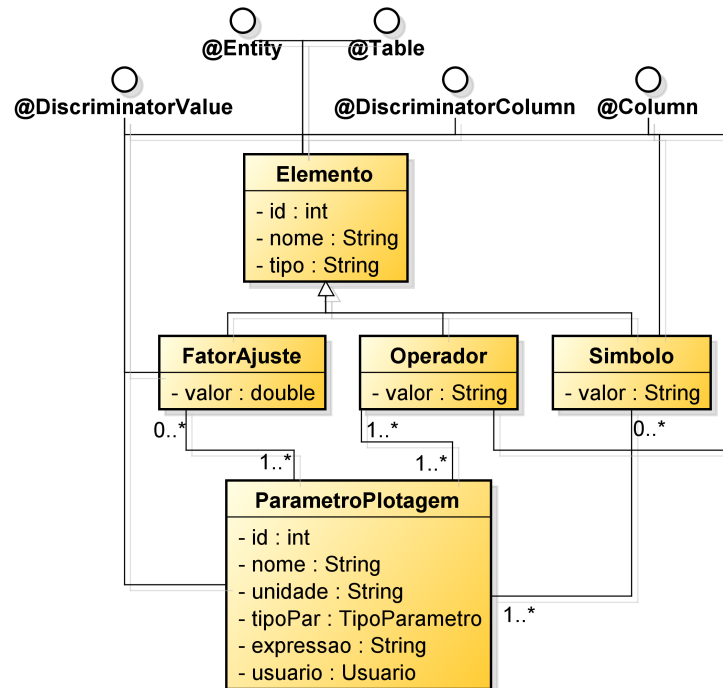 @Entity @Table
@DiscriminatorValue @DiscriminatorColumn @Column
Elemento
- id : int
- nome : String
- tipo : String
FatorAjuste
- valor : double
Operador
- valor : String
Simbolo
- valor : String
0..* 1..* 0..*
1..* 1..*
ParametroPlotagem
- id : int
- nome : String
- unidade : String
- tipoPar : TipoParametro
- expressao : String
- usuario : Usuario
1..*